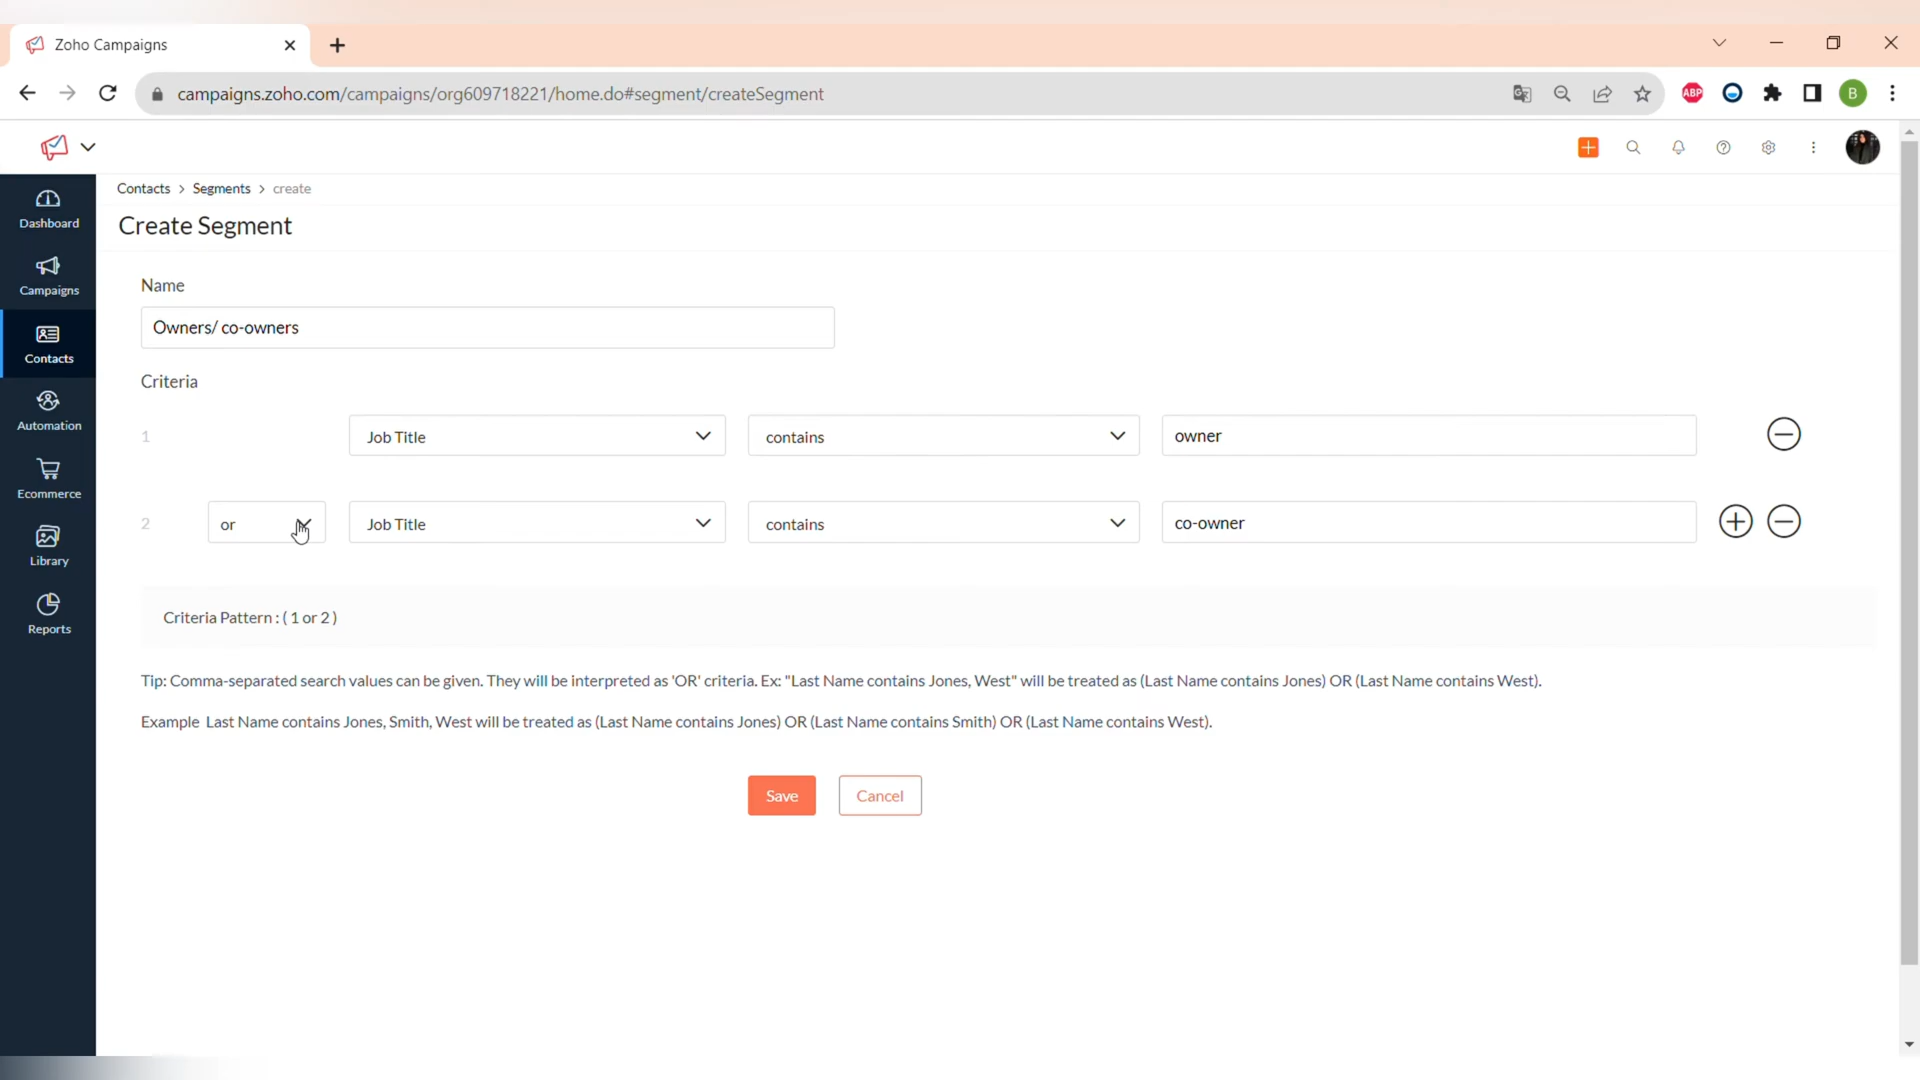 Zoho Campaigns
campaigns.zoho.com/campaigns/org609718221/home.do#segment/createSegment
ABP
B
Contacts > Segments > create
Create Segment
Dashboard
Campaigns
Contacts
Automation
Ecommerce
Library
Reports
Name
Owners/ co-owners
Criteria
1 Job Title contains owner
2 or Job Title contains co-owner
Criteria Pattern : ( 1 or 2 )
Tip: Comma-separated search values can be given. They will be interpreted as 'OR' criteria. Ex: "Last Name contains Jones, West" will be treated as (Last Name contains Jones) OR (Last Name contains West).
Example Last Name contains Jones, Smith, West will be treated as (Last Name contains Jones) OR (Last Name contains Smith) OR (Last Name contains West).
Save Cancel